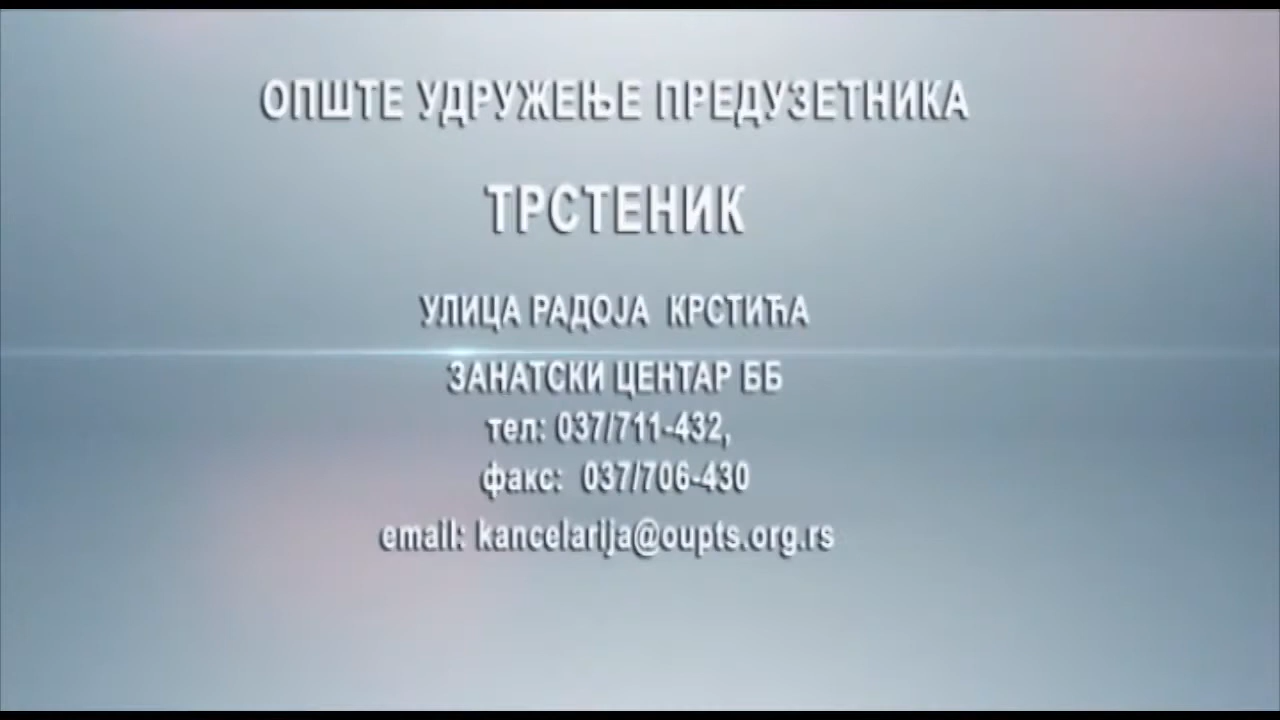 ОПШТЕ УДРУЖЕЊЕ ПРЕДУЗЕТНИКА
ТРСТЕНИК
УЛИЦА РАДОЈА КРСТИЋА
ЗАНАТСКИ ЦЕНТАР ББ
тел: 037/711-432,
факс: 037/706-430
email: kancelarija@oupts.org.rs